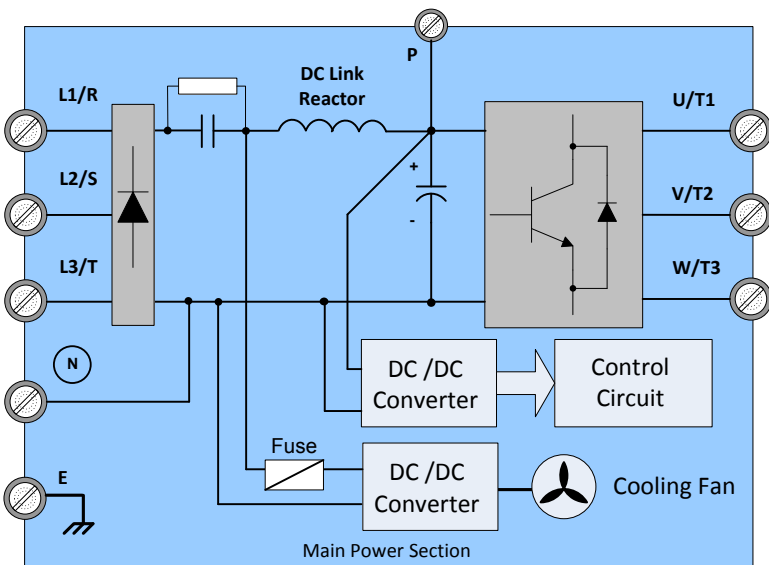 P
DC Link
Reactor
L1/R
U/T1
L2/S
V/T2
+
-
L3/T
W/T3
N
DC /DC
Converter
Control
Circuit
Fuse
DC /DC
Converter
Cooling Fan
E
Main Power Section